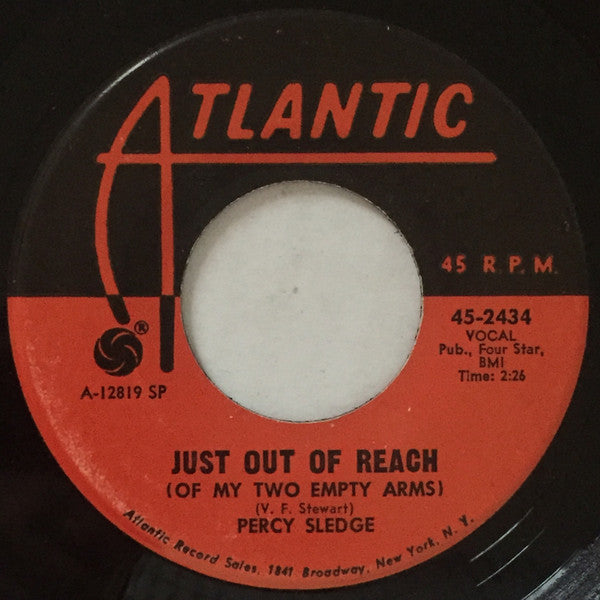 ATLANTIC
45 R.P.M.
®
45-2434
VOCAL
Pub., Four Star,
BMI
Time: 2:26
A-12819 SP
JUST OUT OF REACH
(OF MY TWO EMPTY ARMS)
(V. F. Stewart)
PERCY SLEDGE
Atlantic Record Sales, 1841 Broadway, New York, N. Y.